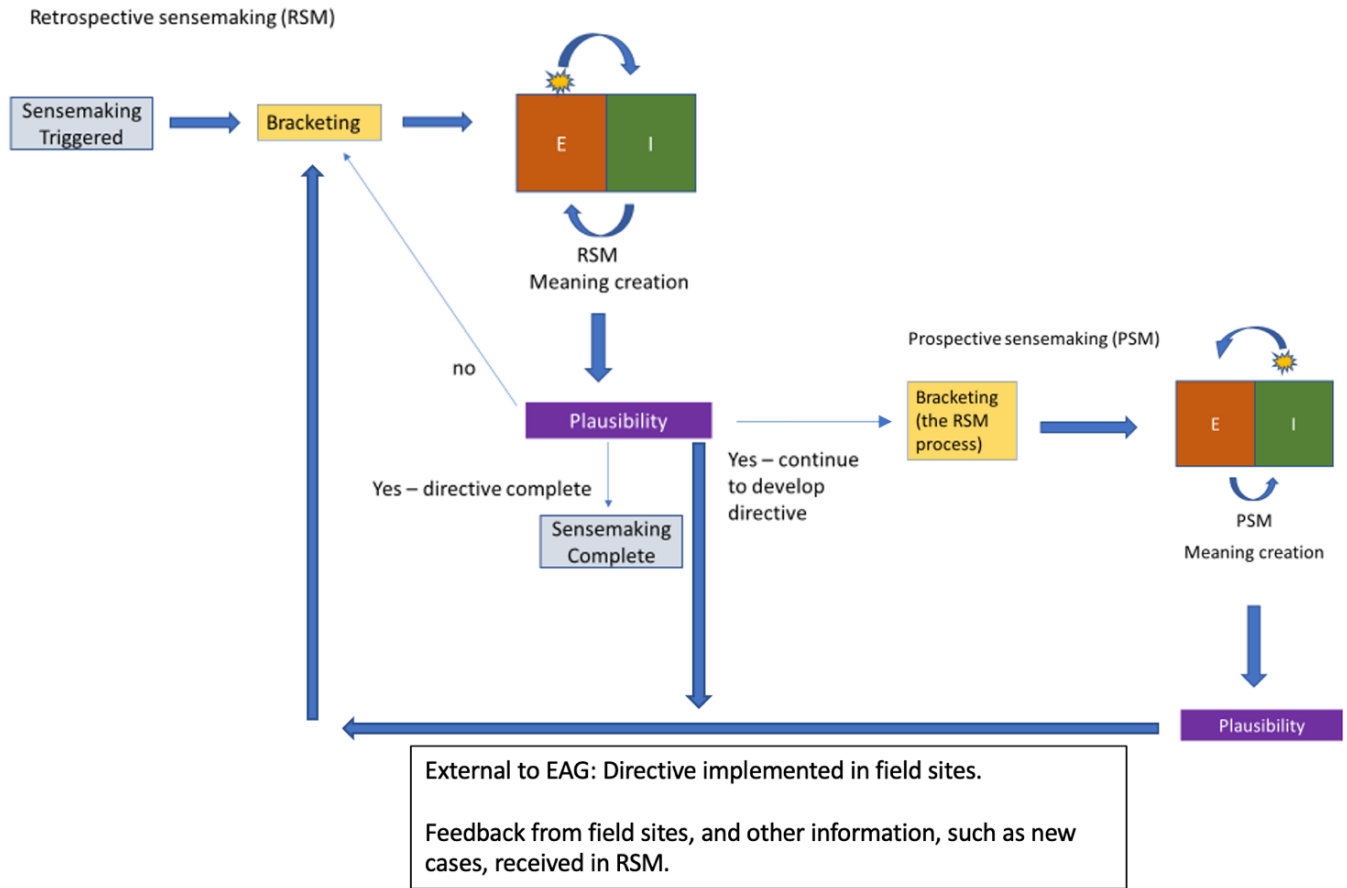 Retrospective sensemaking (RSM)
Sensemaking
Triggered
Bracketing
E
I
RSM
Meaning creation
no
Plausibility
Yes – directive complete
Sensemaking
Complete
Yes – continue
to develop
directive
Prospective sensemaking (PSM)
Bracketing
(the RSM
process)
E
I
PSM
Meaning creation
Plausibility
External to EAG: Directive implemented in field sites.
Feedback from field sites, and other information, such as new
cases, received in RSM.